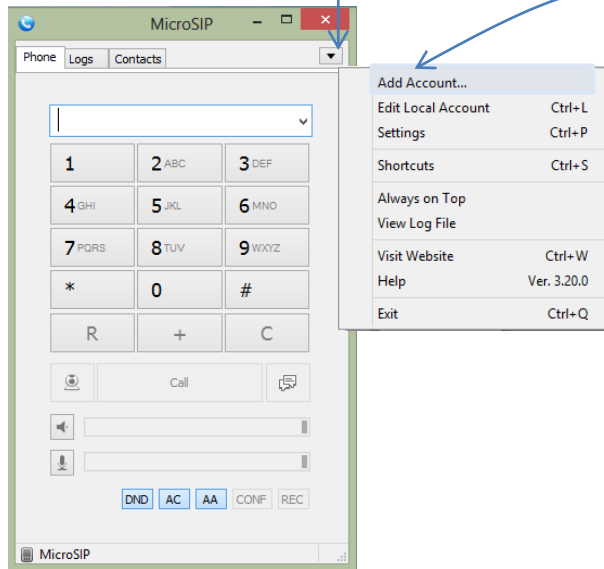 MicroSIP
Phone Logs Contacts
1 2 ABC 3 DEF
4 GHI 5 JKL 6 MNO
7 PQRS 8 TUV 9 WXYZ
* 0 #
R + C
Call
DND AC AA CONF REC
MicroSIP
Add Account...
Edit Local Account Ctrl+L
Settings Ctrl+P
Shortcuts Ctrl+S
Always on Top
View Log File
Visit Website Ctrl+W
Help Ver. 3.20.0
Exit Ctrl+Q